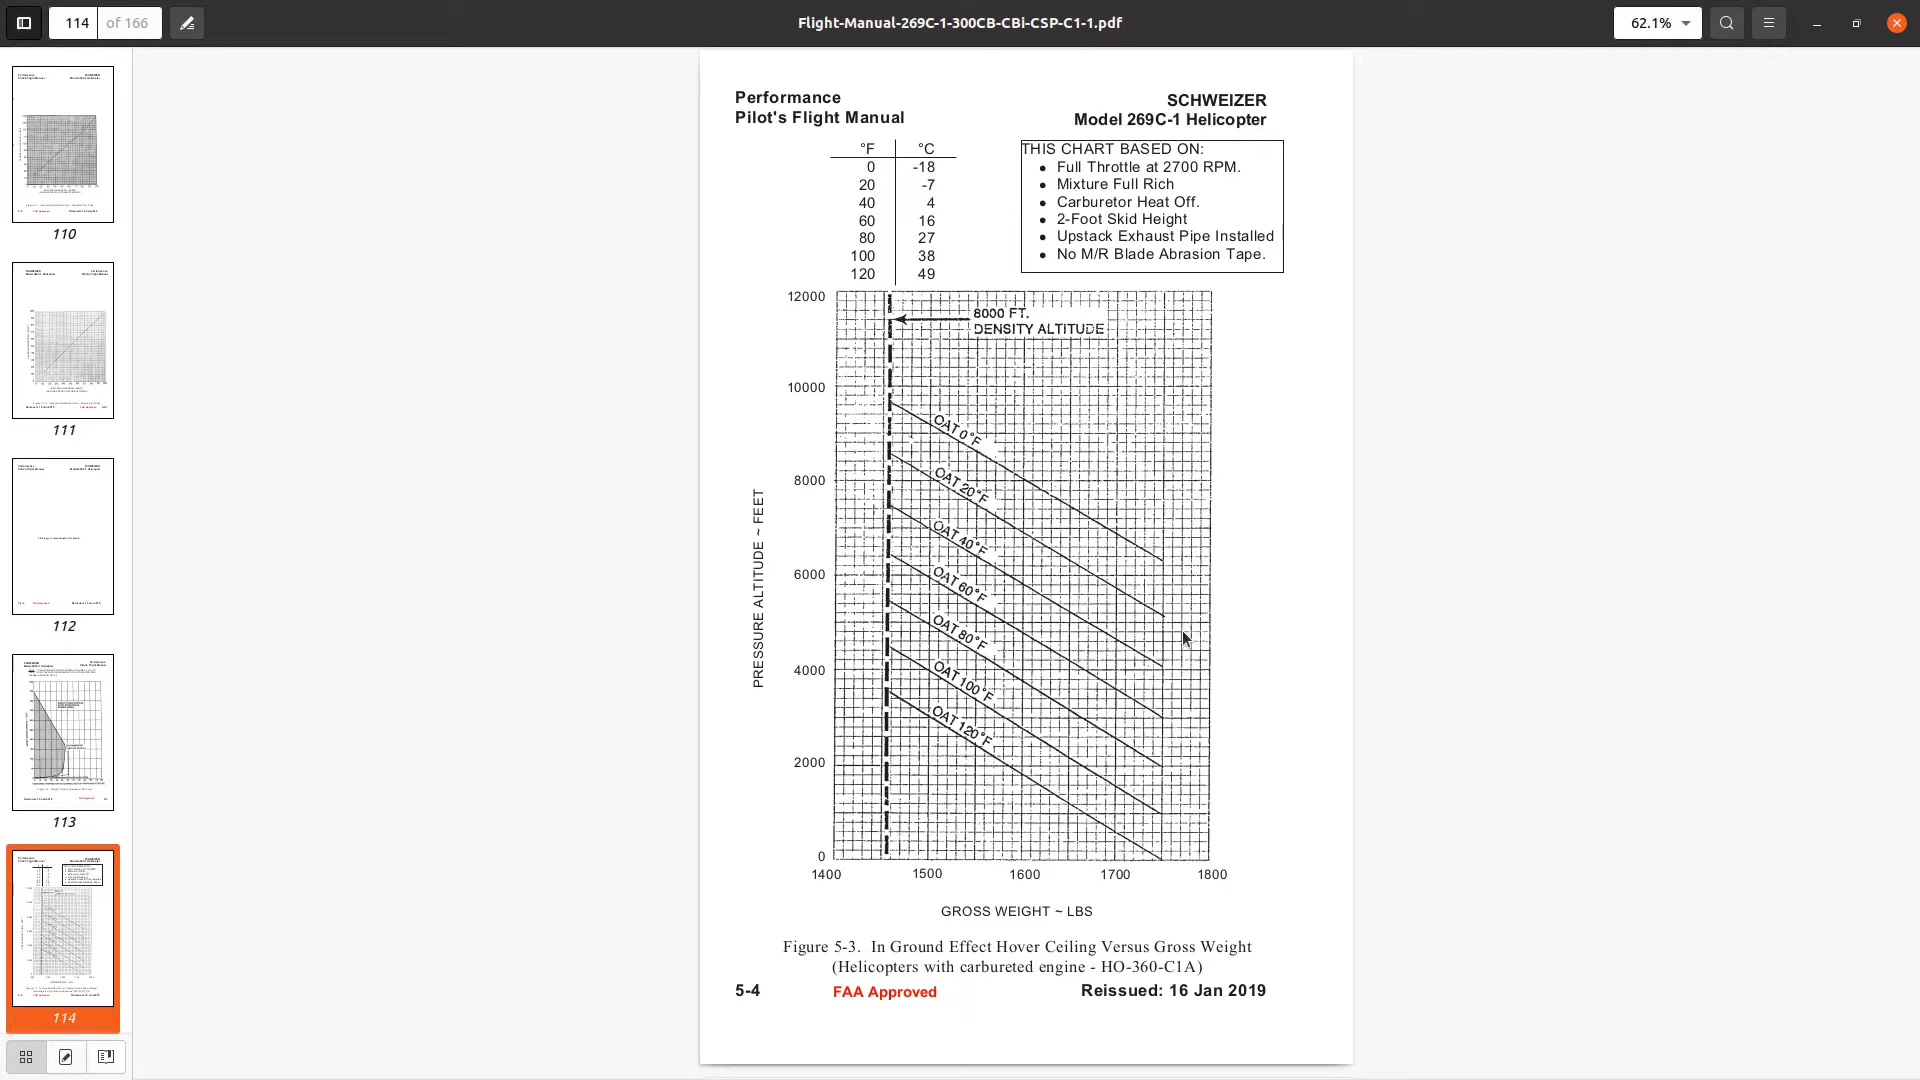 114 of 166
Flight-Manual-269C-1-300CB-CBi-CSP-C1-1.pdf
62.1%
110
111
112
113
114
Performance
Pilot's Flight Manual
SCHWEIZER
Model 269C-1 Helicopter
°F °C
0 -18
20 -7
40 4
60 16
80 27
100 38
120 49
THIS CHART BASED ON:
• Full Throttle at 2700 RPM.
• Mixture Full Rich
• Carburetor Heat Off.
• 2-Foot Skid Height
• Upstack Exhaust Pipe Installed
• No M/R Blade Abrasion Tape.
12000
10000
8000
6000
4000
2000
0
PRESSURE ALTITUDE ~ FEET
8000 FT.
DENSITY ALTITUDE
OAT 0°F
OAT 20°F
OAT 40°F
OAT 60°F
OAT 80°F
OAT 100°F
OAT 120°F
1400 1500 1600 1700 1800
GROSS WEIGHT ~ LBS
Figure 5-3. In Ground Effect Hover Ceiling Versus Gross Weight
(Helicopters with carbureted engine - HO-360-C1A)
5-4 FAA Approved Reissued: 16 Jan 2019